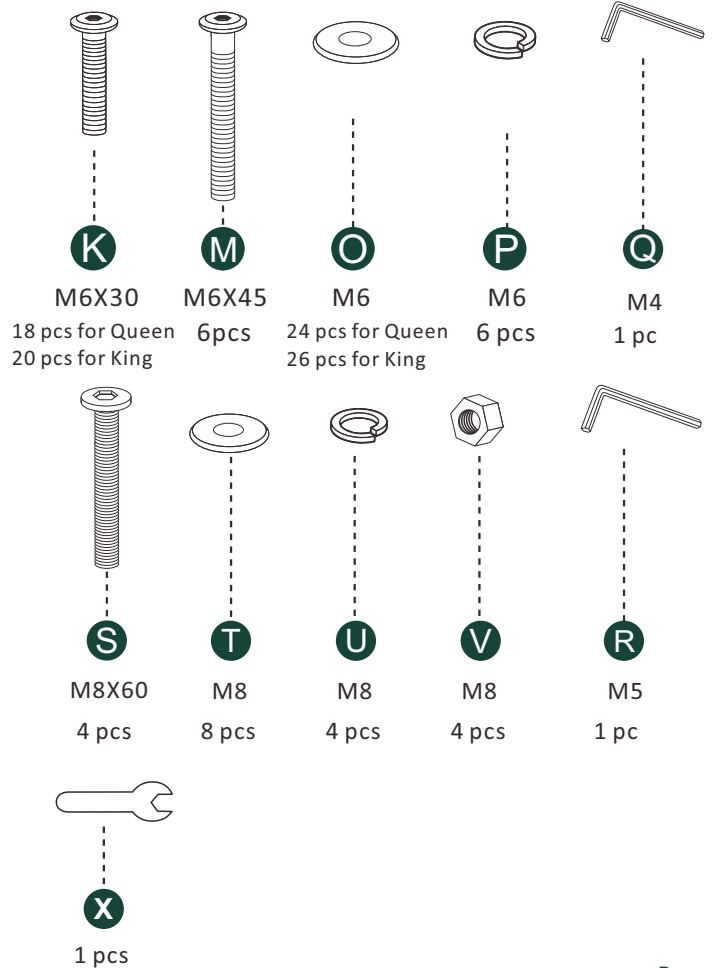 K M O P Q
M6X30 M6X45 M6 M6 M4
18 pcs for Queen 6pcs 24 pcs for Queen 6 pcs 1 pc
20 pcs for King 26 pcs for King
S T U V R
M8X60 M8 M8 M8 M5
4 pcs 8 pcs 4 pcs 4 pcs 1 pc
X
1 pcs